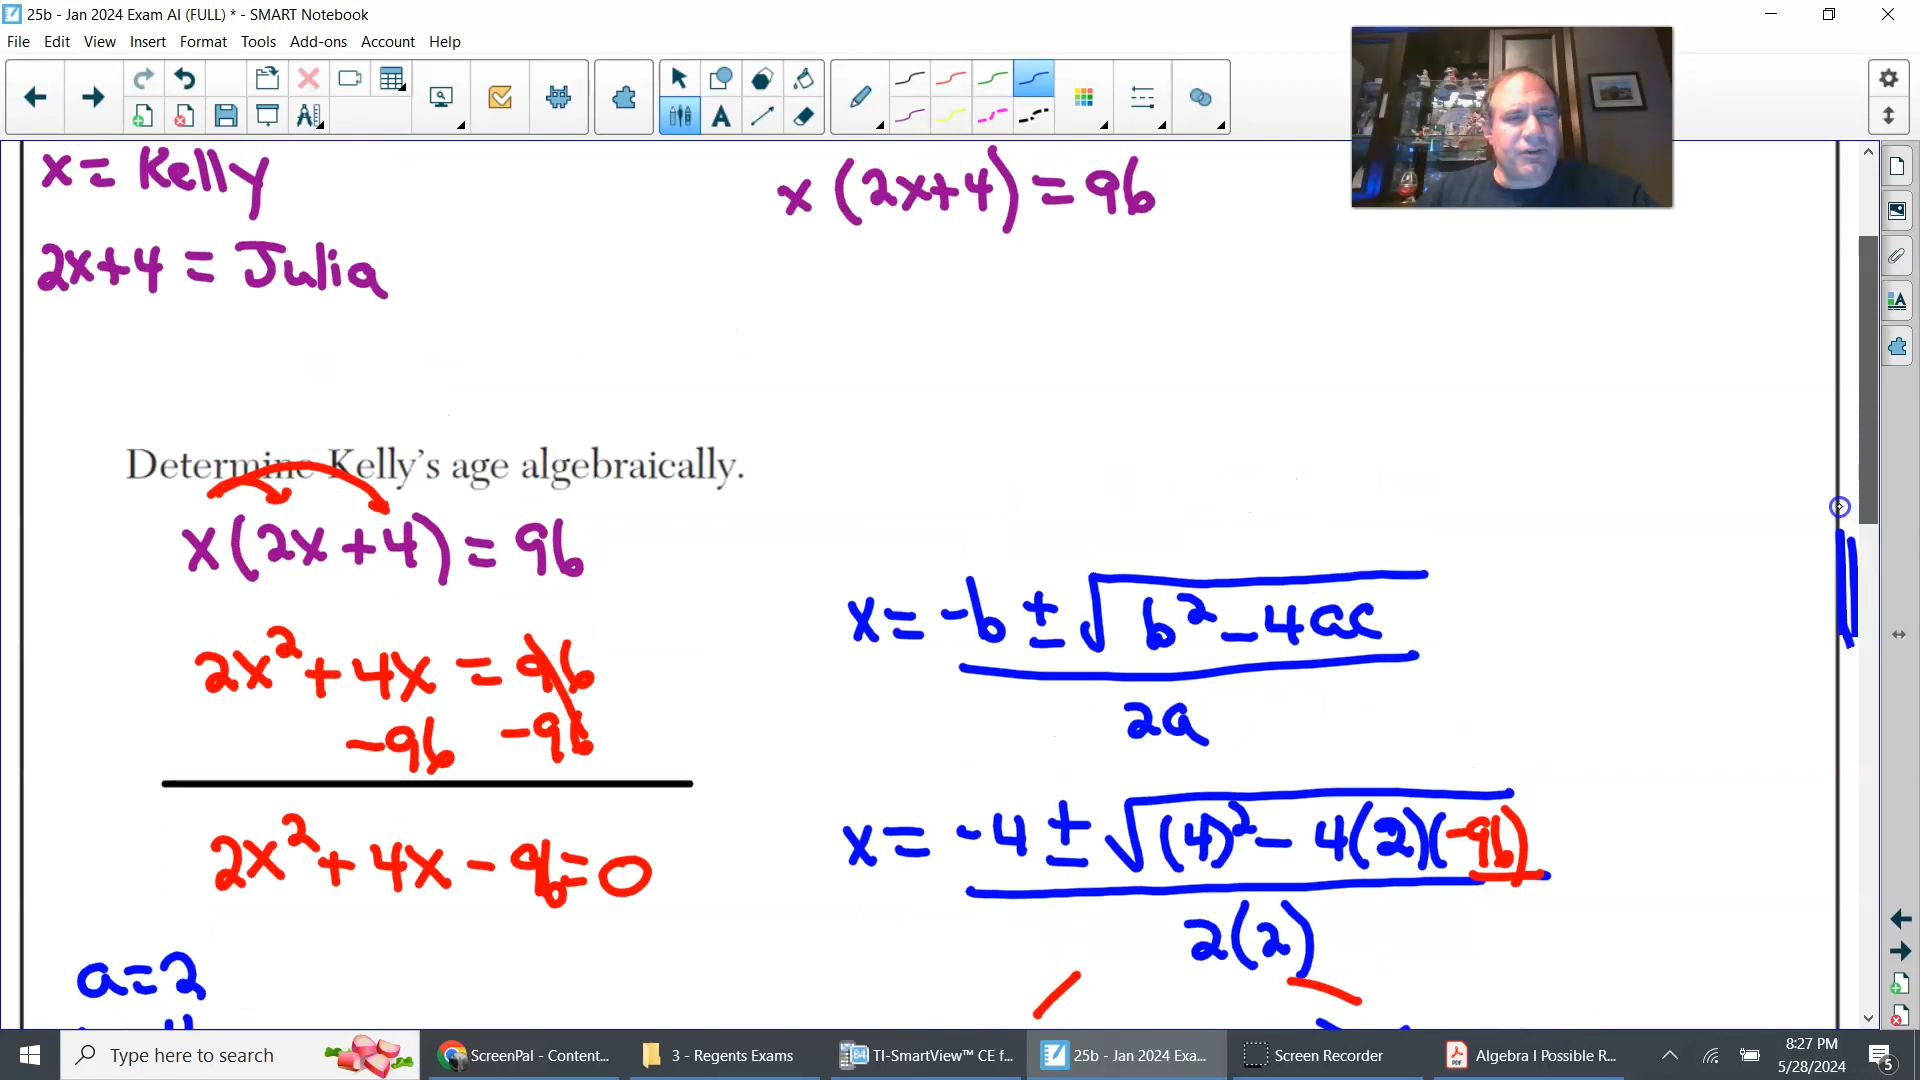 25b - Jan 2024 Exam AI (FULL) * - SMART Notebook
File Edit View Insert Format Tools Add-ons Account Help
x = Kelly
x(2x+4) = 96
2x+4 = Julia
Determine Kelly's age algebraically.
x(2x+4) = 96
x = -b ± √b² - 4ac
2a
2x² + 4x = 96
-96 -96
x = -4 ± √(4)² - 4(2)(-96)
2(2)
2x² + 4x - 96 = 0
a=2
Type here to search
ScreenPal - Content...
3 - Regents Exams
TI-SmartView™ CE f...
25b - Jan 2024 Exa...
Screen Recorder
Algebra I Possible R...
8:27 PM
5/28/2024
5